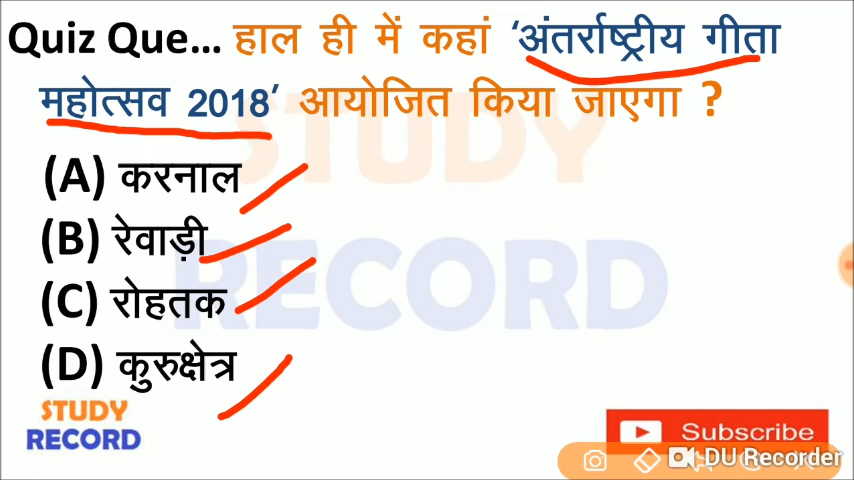 Quiz Que... हाल ही में कहां ‘अंतर्राष्ट्रीय गीता
महोत्सव 2018’ आयोजित किया जाएगा ?
(A) करनाल
(B) रेवाड़ी
(C) रोहतक
(D) कुरुक्षेत्र
STUDY
RECORD
STUDY
RECORD
Subscribe
DU Recorder